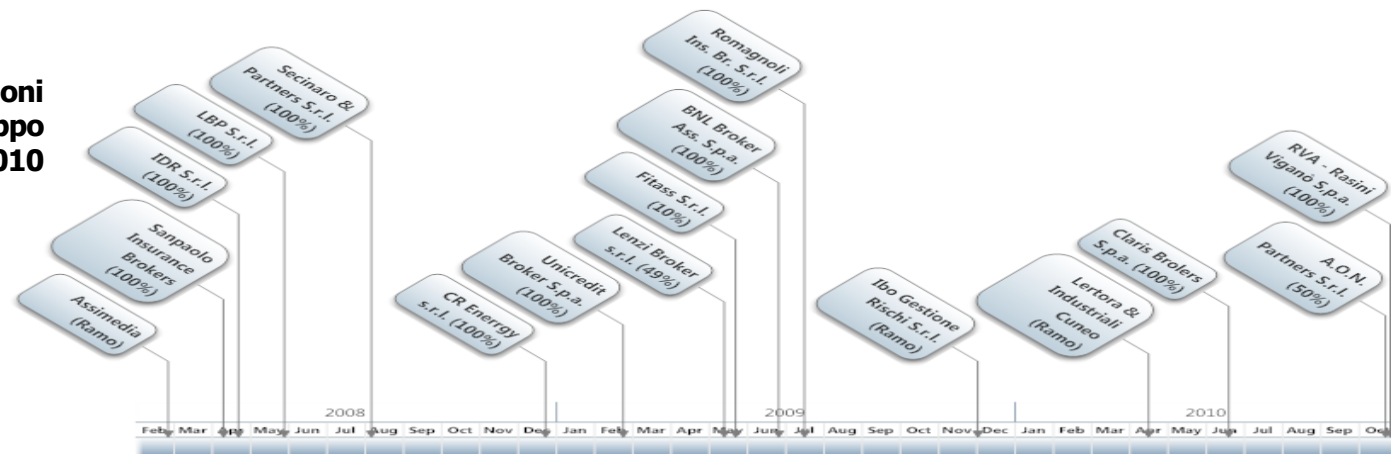 oni
ppo
010
Assimedia
(Ramo)
Sanpaolo
Insurance
Brokers
(100%)
IDR S.r.l.
(100%)
LBP S.r.l.
(100%)
Secinaro &
Partners S.r.l.
(100%)
CR Enerrgy
s.r.l. (100%)
Unicredit
Broker S.p.a.
(100%)
Lenzi Broker
s.r.l. (49%)
Fitass S.r.l.
(10%)
BNL Broker
Ass. S.p.a.
(100%)
Romagnoli
Ins. Br. S.r.l.
(100%)
Ibo Gestione
Rischi S.r.l.
(Ramo)
Lertora &
Industriali
Cuneo
(Ramo)
Claris Brolers
S.p.a. (100%)
A.O.N.
Partners S.r.l.
(50%)
RVA - Rasini
Viganò S.p.a.
(100%)
2008 2009 2010
Feb Mar Apr May Jun Jul Aug Sep Oct Nov Dec Jan Feb Mar Apr May Jun Jul Aug Sep Oct Nov Dec Jan Feb Mar Apr May Jun Jul Aug Sep Oct